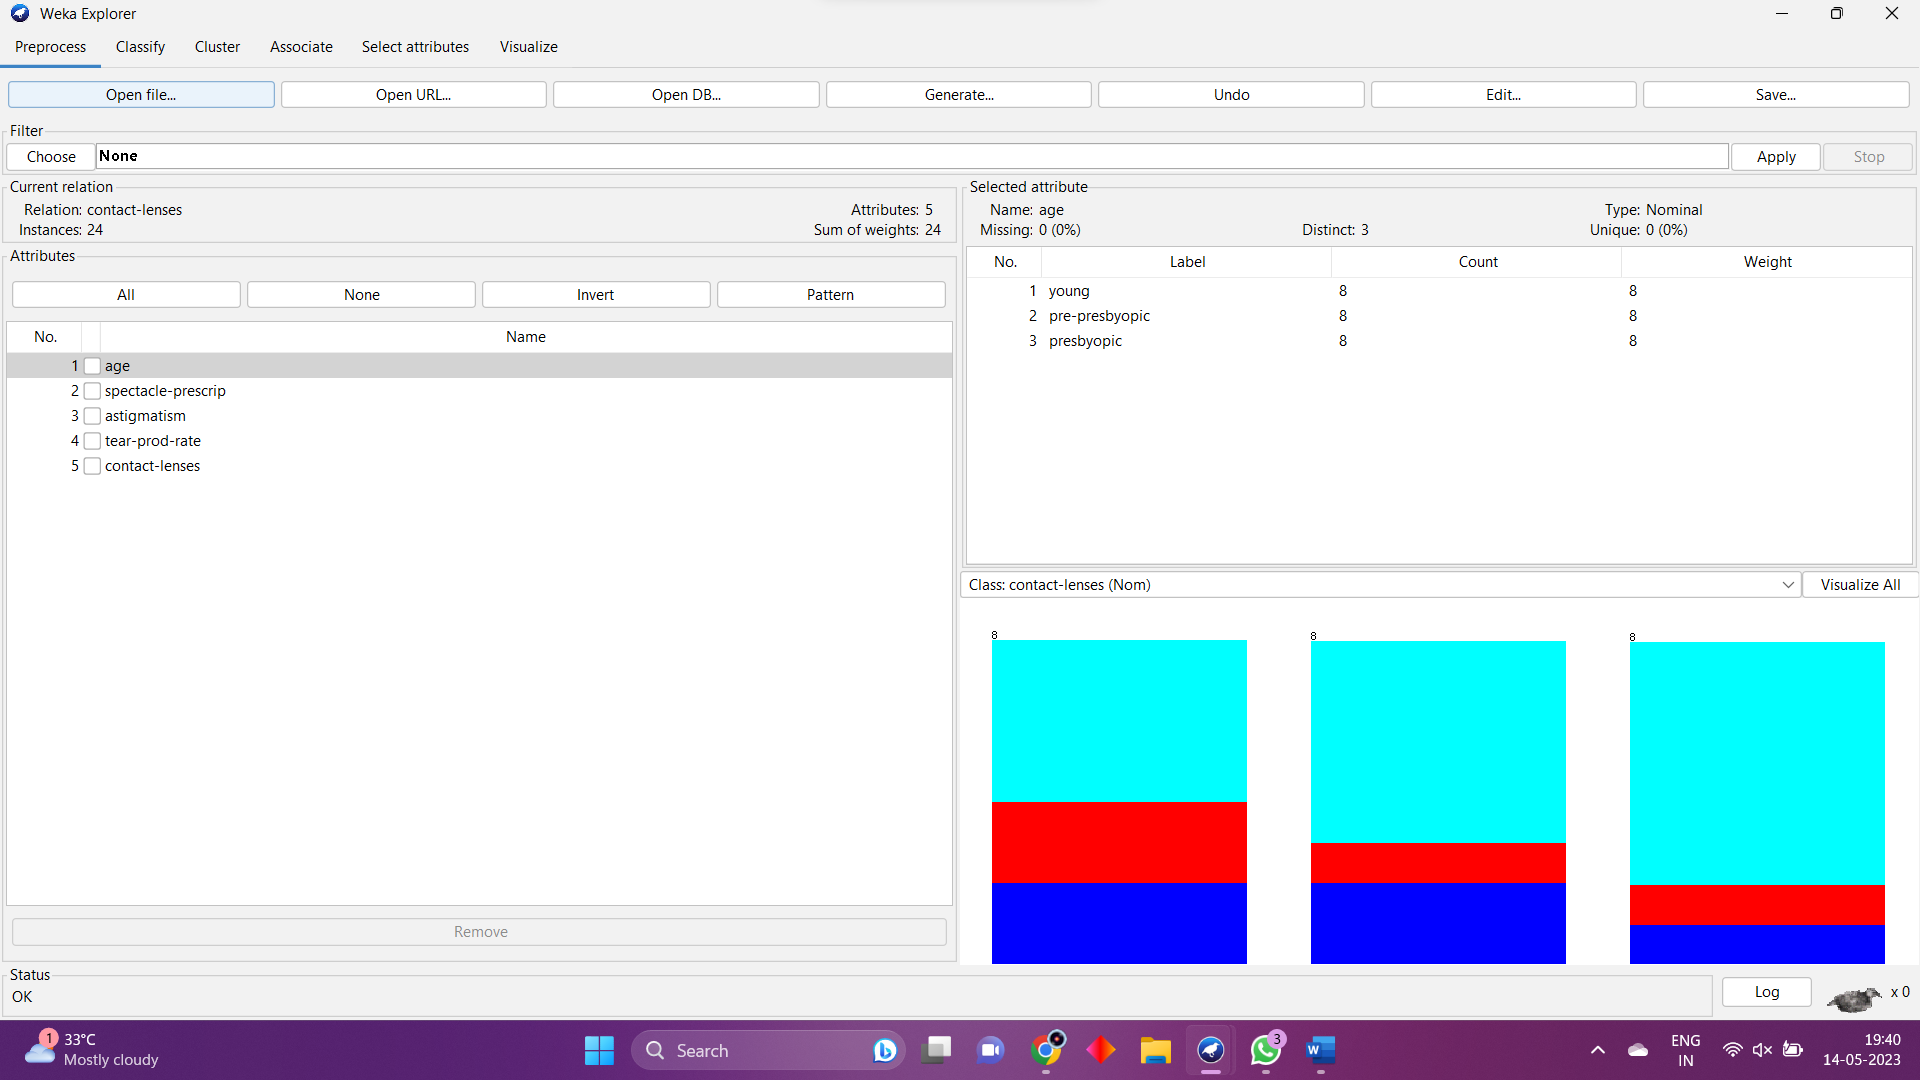 Weka Explorer
Preprocess Classify Cluster Associate Select attributes Visualize
Open file... Open URL... Open DB... Generate... Undo Edit... Save...
Filter
Choose None Apply Stop
Current relation
Relation: contact-lenses Attributes: 5
Instances: 24 Sum of weights: 24
Attributes
All None Invert Pattern
No. Name
1 age
2 spectacle-prescrip
3 astigmatism
4 tear-prod-rate
5 contact-lenses
Remove
Selected attribute
Name: age Type: Nominal
Missing: 0 (0%) Distinct: 3 Unique: 0 (0%)
No. Label Count Weight
1 young 8 8
2 pre-presbyopic 8 8
3 presbyopic 8 8
Class: contact-lenses (Nom) Visualize All
8 8 8
Status
OK
Log x 0
1 33°C
Mostly cloudy
Search
3
W
ENG
IN
19:40
14-05-2023